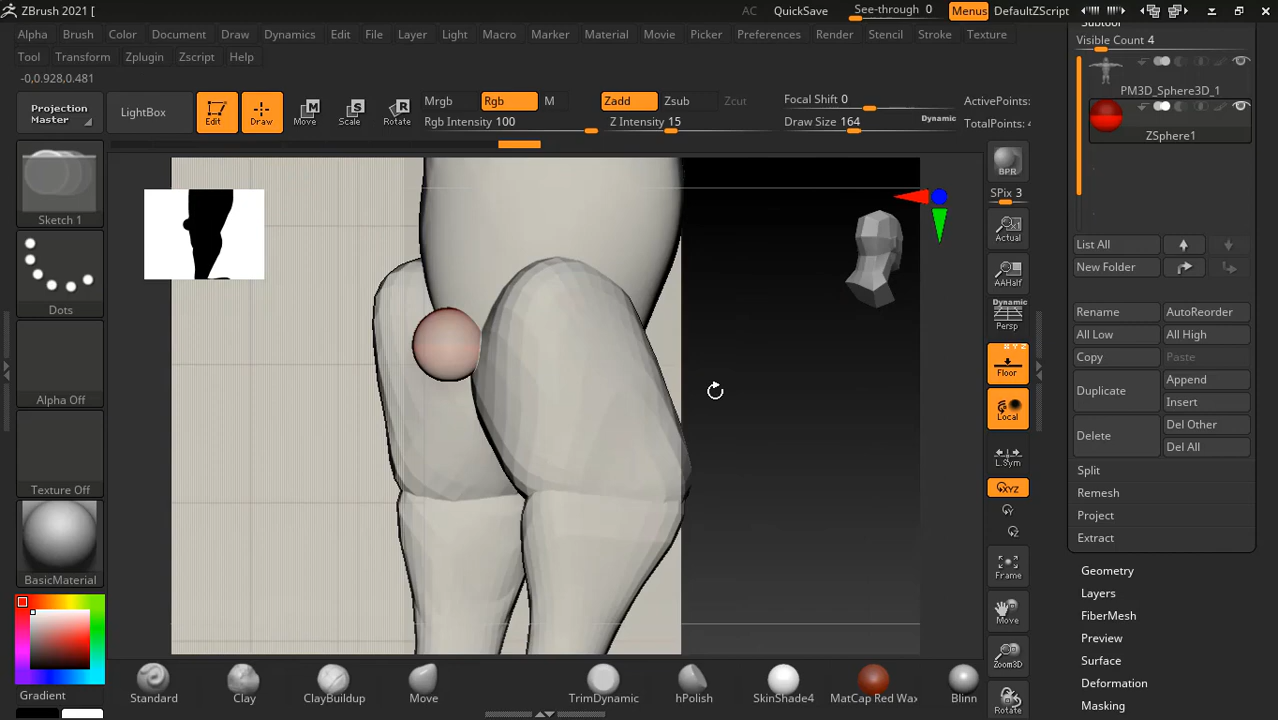 ZBrush 2021 [
AC
QuickSave
See-through 0
Menus
DefaultZScript
Alpha Brush Color Document Draw Dynamics Edit File Layer Light Macro Marker Material Movie Picker Preferences Render Stencil Stroke Texture
Tool Transform Zplugin Zscript Help
-0,0.928,0.481
Projection
Master
LightBox
Edit
Draw
Move
Scale
Rotate
Mrgb Rgb M
Rgb Intensity 100
Zadd Zsub Zcut
Z Intensity 15
Focal Shift 0
Draw Size 164
Dynamic
ActivePoints:
TotalPoints: 4
Sketch 1
Dots
Alpha Off
Texture Off
BasicMaterial
Gradient
BPR
SPix 3
Actual
AAHalf
Dynamic
Persp
X Y Z
Floor
Local
L.Sym
XYZ
Y
Z
Frame
Move
Zoom3D
Rotate
Subtool
Visible Count 4
PM3D_Sphere3D_1
ZSphere1
List All
New Folder
Rename AutoReorder
All Low All High
Copy Paste
Duplicate Append
Insert
Delete Del Other
Del All
Split
Remesh
Project
Extract
Geometry
Layers
FiberMesh
Preview
Surface
Deformation
Masking
Standard
Clay
ClayBuildup
Move
TrimDynamic
hPolish
SkinShade4
MatCap Red Wax
Blinn